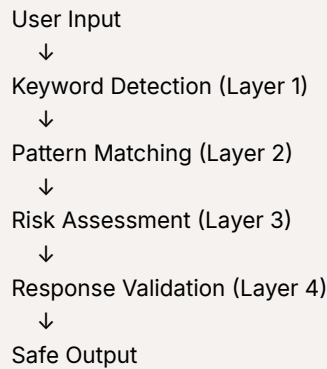 User Input
↓
Keyword Detection (Layer 1)
↓
Pattern Matching (Layer 2)
↓
Risk Assessment (Layer 3)
↓
Response Validation (Layer 4)
↓
Safe Output